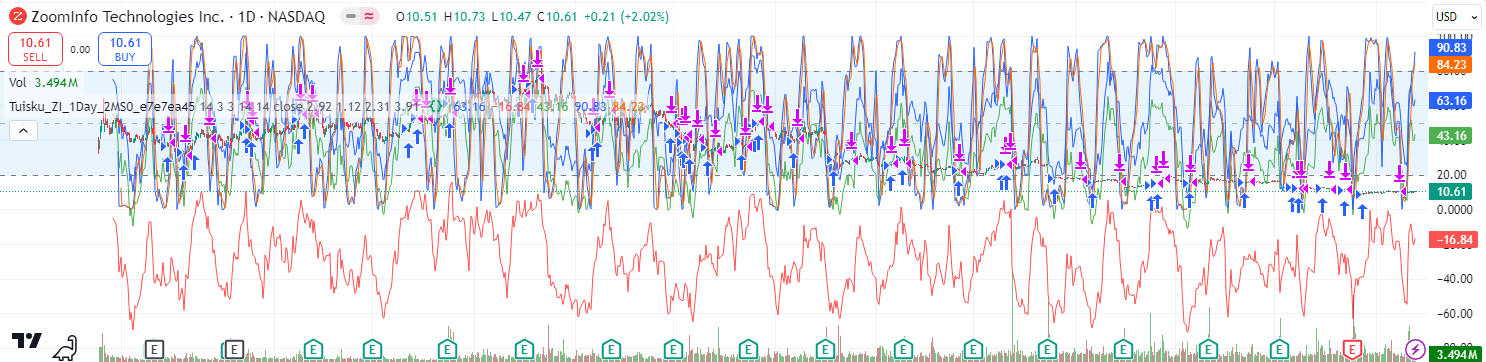 ZoomInfo Technologies Inc. · 1D · NASDAQ O10.51 H10.73 L10.47 C10.61 +0.21 (+2.02%)
USD
10.61 SELL 0.00 10.61 BUY
Vol 3.494M
Tuisku_ZI_1Day_2MS0_e7e7ea45 14 3 3 14 14 close 2.92 1.12 2.31 3.91 63.16 −16.84 43.16 90.83 84.23
100.00
90.83
84.23
80.00
63.16
43.16
20.00
10.61
0.0000
−16.84
−40.00
−60.00
3.494M
E E E E E E E E E E E E E E E E E